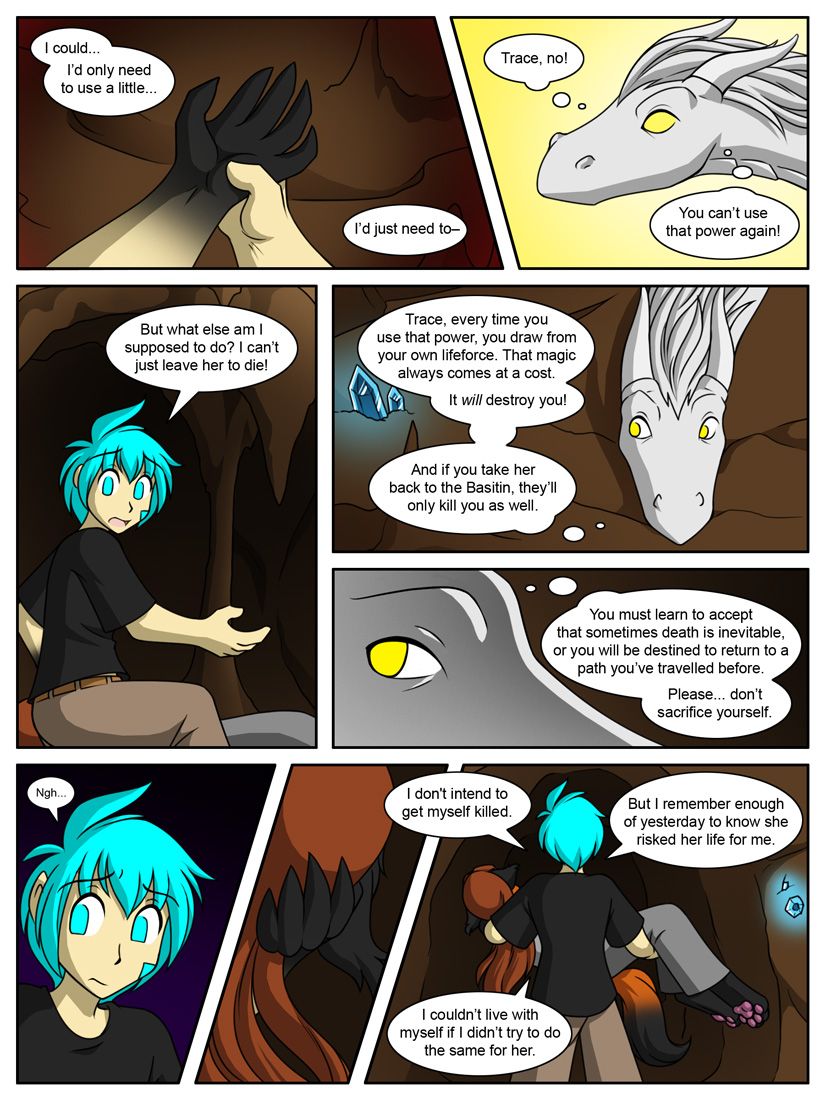 I could...
I'd only need
to use a little...
I'd just need to–
Trace, no!
You can't use
that power again!
But what else am I
supposed to do? I can't
just leave her to die!
Trace, every time you
use that power, you draw from
your own lifeforce. That magic
always comes at a cost.
It will destroy you!
And if you take her
back to the Basitin, they'll
only kill you as well.
You must learn to accept
that sometimes death is inevitable,
or you will be destined to return to a
path you've travelled before.
Please... don't
sacrifice yourself.
Ngh...
I don't intend to
get myself killed.
But I remember enough
of yesterday to know she
risked her life for me.
I couldn't live with
myself if I didn't try to do
the same for her.